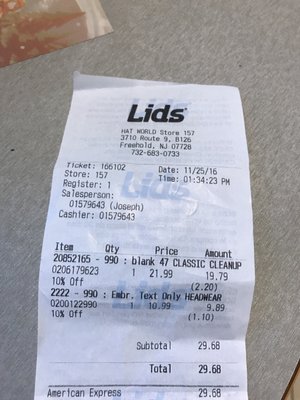 Lids
HAT WORLD Store 157
3710 Route 9, B126
Freehold, NJ 07728
732-683-0733
Ticket: 166102 Date: 11/25/16
Store: 157 Time: 01:34:23 PM
Register: 1
Salesperson:
01579643 (Joseph)
Cashier: 01579643
Item Qty Price Amount
20852165 - 990 : blank 47 CLASSIC CLEANUP
0206179623 1 21.99 19.79
10% Off (2.20)
2222 - 990 : Embr. Text Only HEADWEAR
0200122990 1 10.99 9.89
10% Off (1.10)
Subtotal 29.68
Total 29.68
American Express 29.68